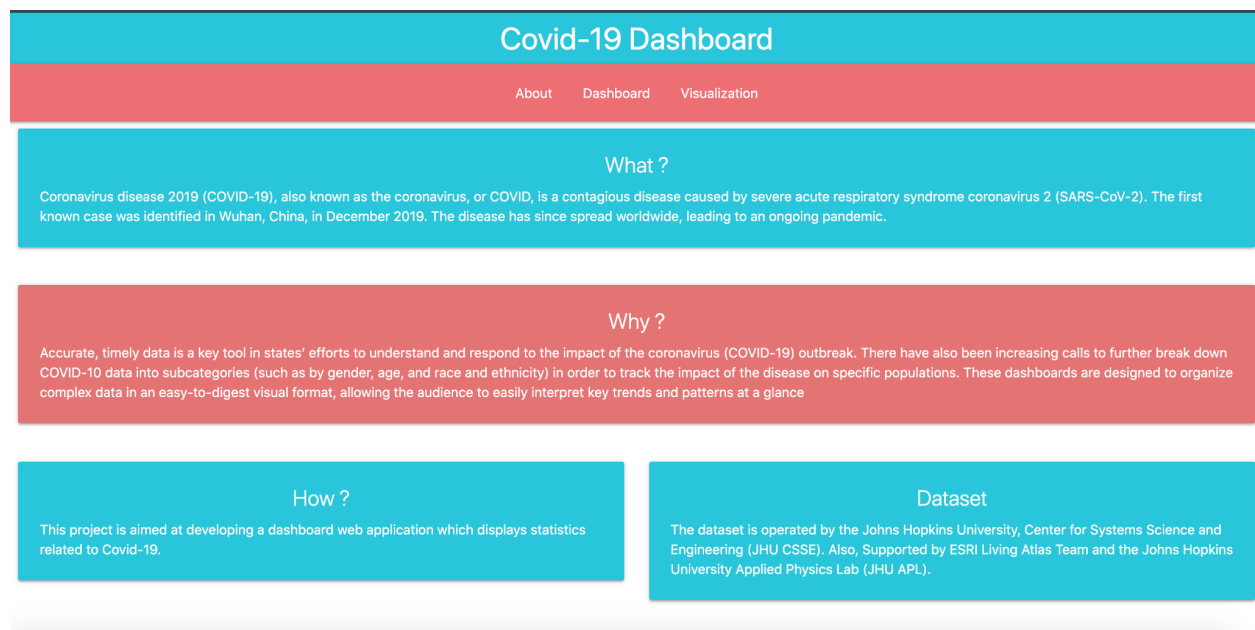 Covid-19 Dashboard
About Dashboard Visualization
What ?
Coronavirus disease 2019 (COVID-19), also known as the coronavirus, or COVID, is a contagious disease caused by severe acute respiratory syndrome coronavirus 2 (SARS-CoV-2). The first
known case was identified in Wuhan, China, in December 2019. The disease has since spread worldwide, leading to an ongoing pandemic.
Why ?
Accurate, timely data is a key tool in states’ efforts to understand and respond to the impact of the coronavirus (COVID-19) outbreak. There have also been increasing calls to further break down
COVID-10 data into subcategories (such as by gender, age, and race and ethnicity) in order to track the impact of the disease on specific populations. These dashboards are designed to organize
complex data in an easy-to-digest visual format, allowing the audience to easily interpret key trends and patterns at a glance
How ?
This project is aimed at developing a dashboard web application which displays statistics
related to Covid-19.
Dataset
The dataset is operated by the Johns Hopkins University, Center for Systems Science and
Engineering (JHU CSSE). Also, Supported by ESRI Living Atlas Team and the Johns Hopkins
University Applied Physics Lab (JHU APL).